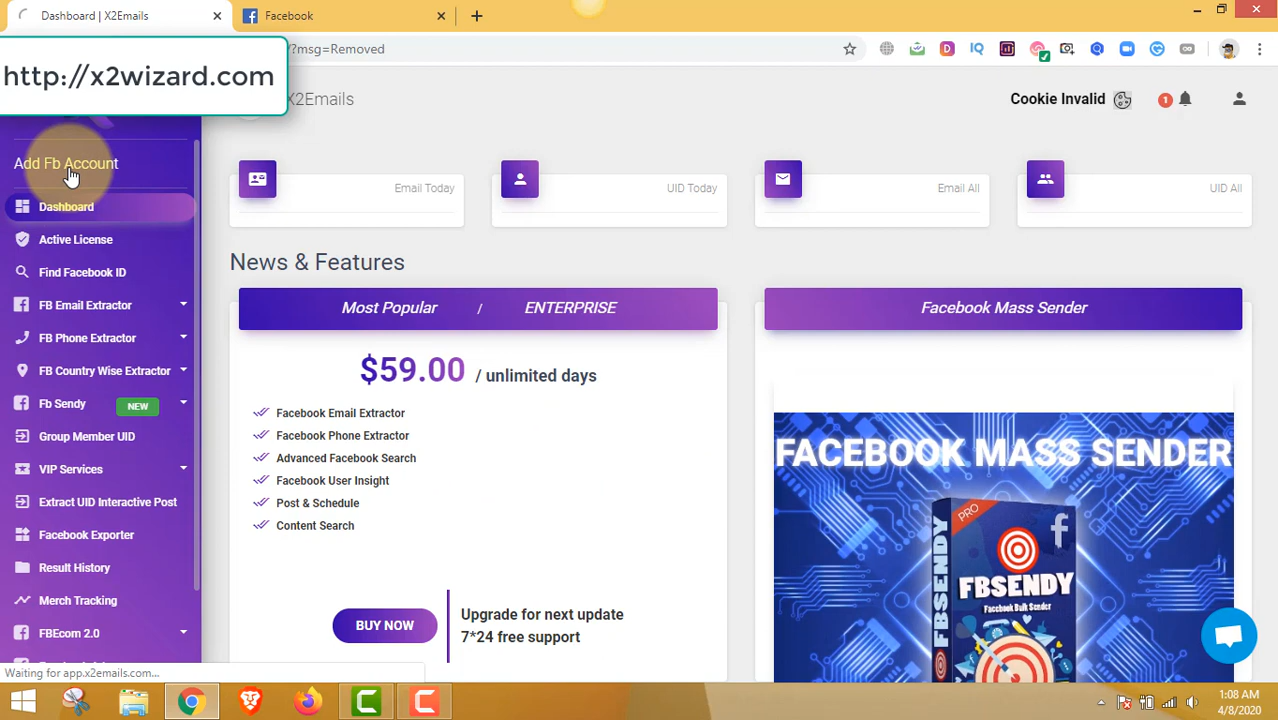 Dashboard | X2Emails
Facebook
/?msg=Removed
http://x2wizard.com
X2Emails
Cookie Invalid
1
Add Fb Account
Dashboard
Active License
Find Facebook ID
FB Email Extractor
FB Phone Extractor
FB Country Wise Extractor
Fb Sendy
NEW
Group Member UID
VIP Services
Extract UID Interactive Post
Facebook Exporter
Result History
Merch Tracking
FBEcom 2.0
Email Today
UID Today
Email All
UID All
News & Features
Most Popular / ENTERPRISE
$59.00 / unlimited days
Facebook Email Extractor
Facebook Phone Extractor
Advanced Facebook Search
Facebook User Insight
Post & Schedule
Content Search
BUY NOW
Upgrade for next update
7*24 free support
Facebook Mass Sender
FACEBOOK MASS SENDER
PRO
FBSENDY
Facebook Bulk Sender
FBSENDY
Waiting for app.x2emails.com...
1:08 AM
4/8/2020